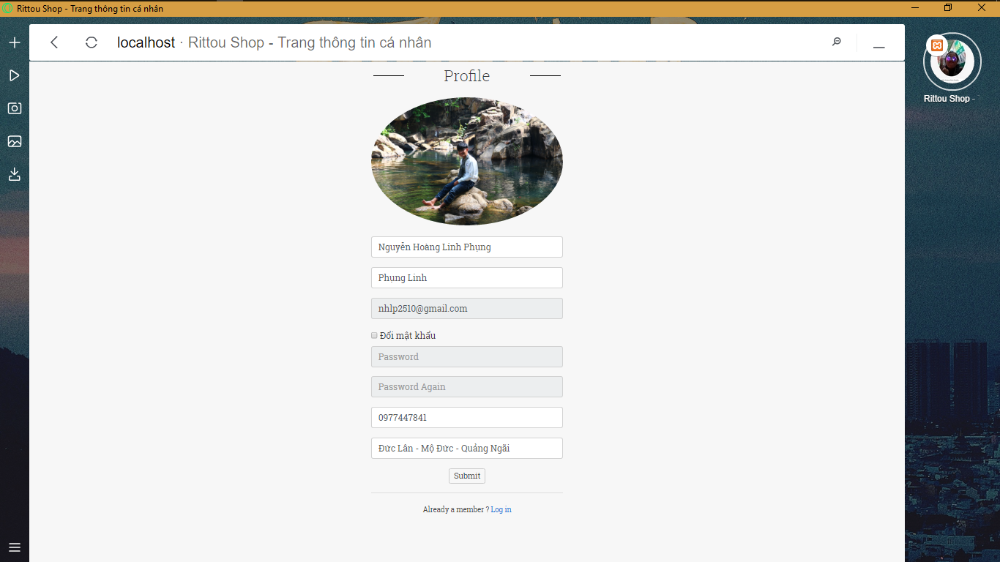 Rittou Shop - Trang thông tin cá nhân
localhost · Rittou Shop - Trang thông tin cá nhân
Rittou Shop -
Profile
Nguyễn Hoàng Linh Phụng
Phụng Linh
nhlp2510@gmail.com
Đổi mật khẩu
Password
Password Again
0977447841
Đức Lân - Mộ Đức - Quảng Ngãi
Submit
Already a member ? Log in